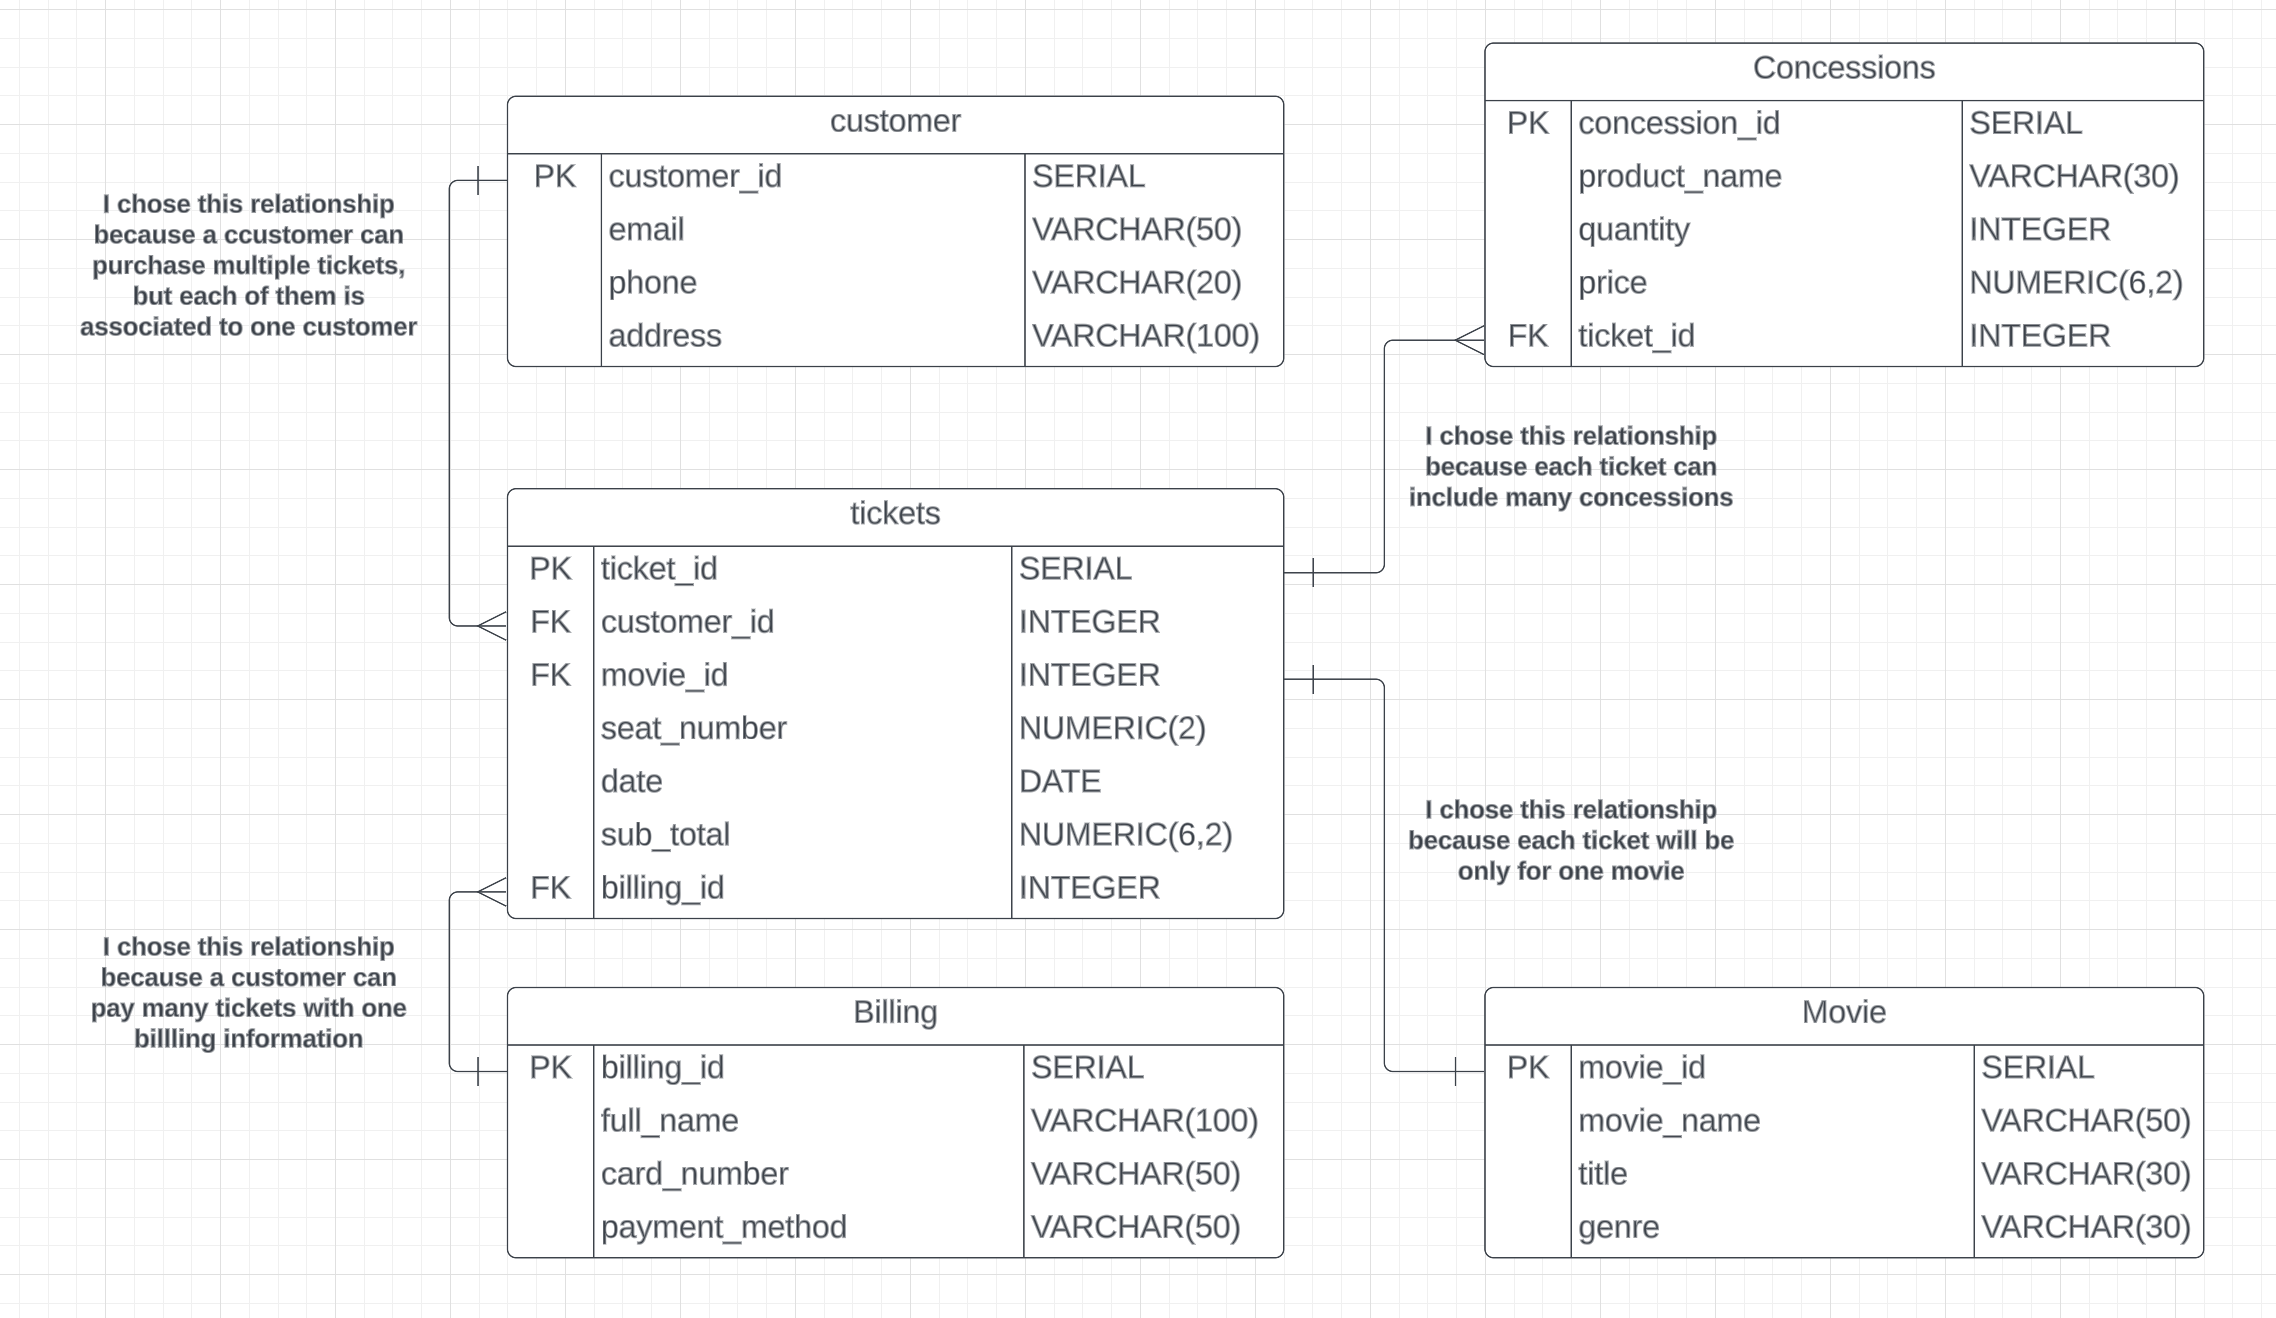 customer
PK customer_id SERIAL
email VARCHAR(50)
phone VARCHAR(20)
address VARCHAR(100)
Concessions
PK concession_id SERIAL
product_name VARCHAR(30)
quantity INTEGER
price NUMERIC(6,2)
FK ticket_id INTEGER
I chose this relationship
because a ccustomer can
purchase multiple tickets,
but each of them is
associated to one customer
I chose this relationship
because each ticket can
include many concessions
tickets
PK ticket_id SERIAL
FK customer_id INTEGER
FK movie_id INTEGER
seat_number NUMERIC(2)
date DATE
sub_total NUMERIC(6,2)
FK billing_id INTEGER
I chose this relationship
because each ticket will be
only for one movie
I chose this relationship
because a customer can
pay many tickets with one
billling information
Billing
PK billing_id SERIAL
full_name VARCHAR(100)
card_number VARCHAR(50)
payment_method VARCHAR(50)
Movie
PK movie_id SERIAL
movie_name VARCHAR(50)
title VARCHAR(30)
genre VARCHAR(30)